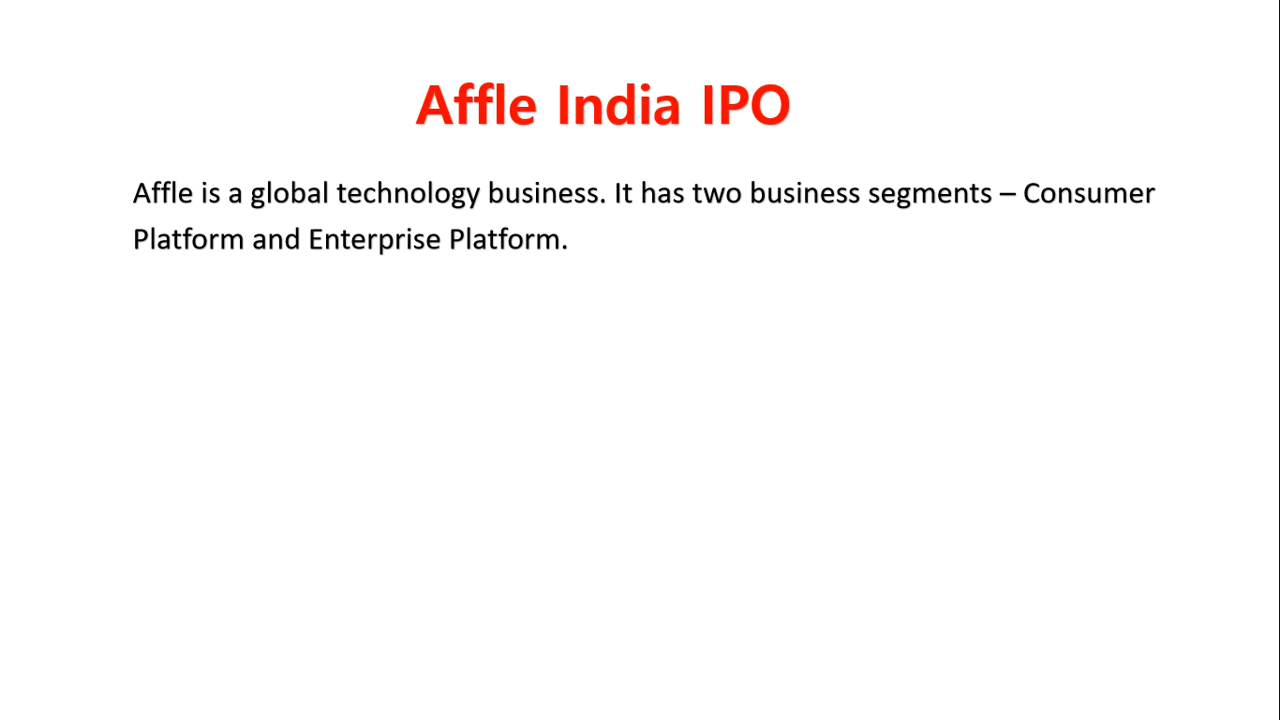 Affle India IPO
Affle is a global technology business. It has two business segments – Consumer
Platform and Enterprise Platform.